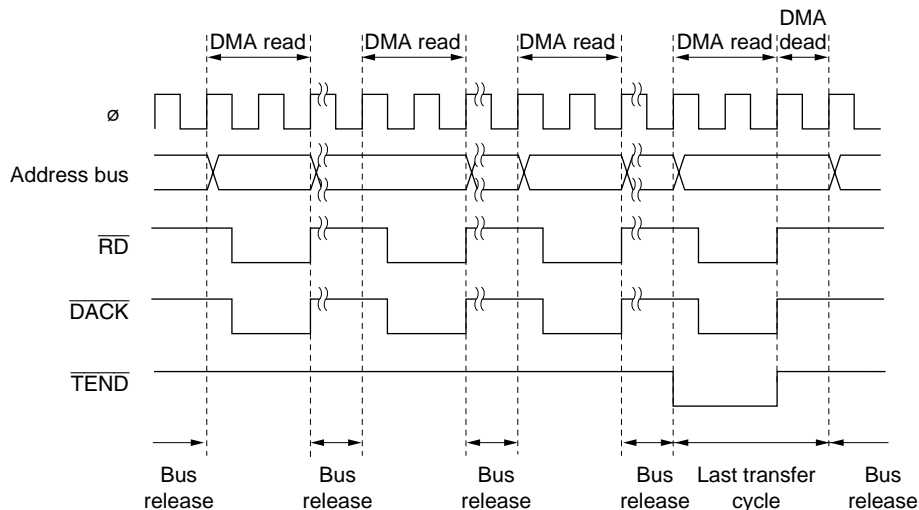 DMA
DMA read DMA read DMA read DMA read dead
ø
Address bus
RD
DACK
TEND
Bus Bus Bus Bus Last transfer Bus
release release release release cycle release